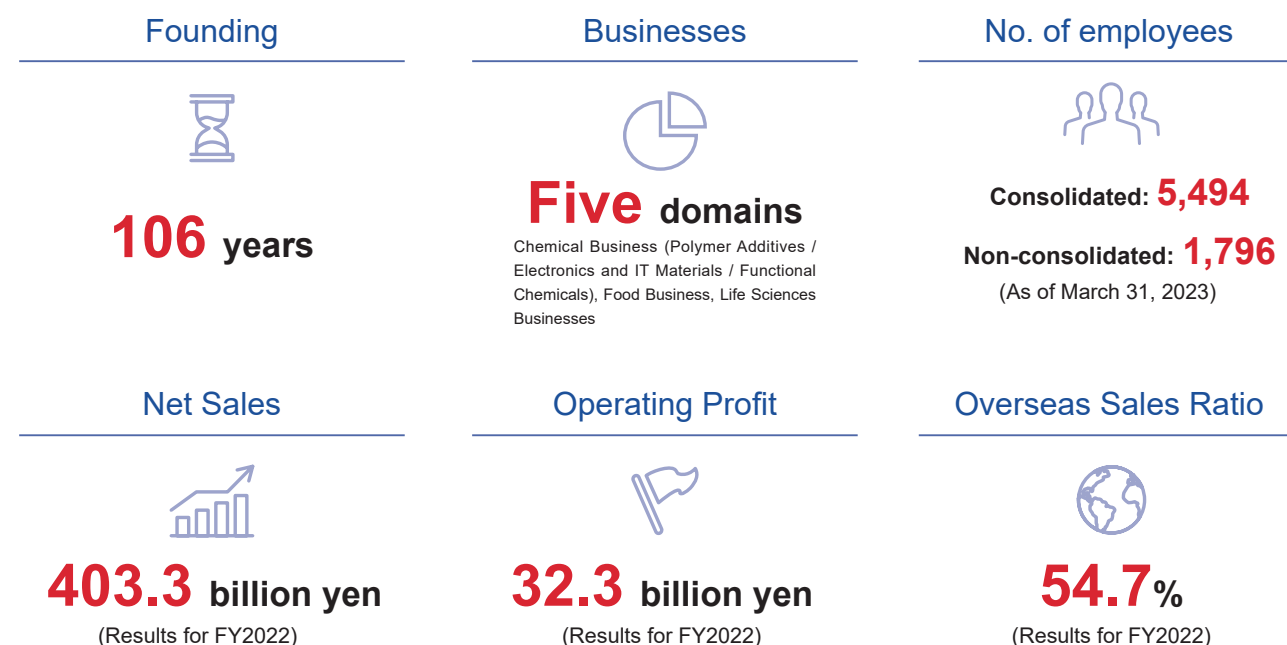 Founding
106 years
Businesses
Five domains
Chemical Business (Polymer Additives /
Electronics and IT Materials / Functional
Chemicals), Food Business, Life Sciences
Businesses
No. of employees
Consolidated: 5,494
Non-consolidated: 1,796
(As of March 31, 2023)
Net Sales
403.3 billion yen
(Results for FY2022)
Operating Profit
32.3 billion yen
(Results for FY2022)
Overseas Sales Ratio
54.7%
(Results for FY2022)